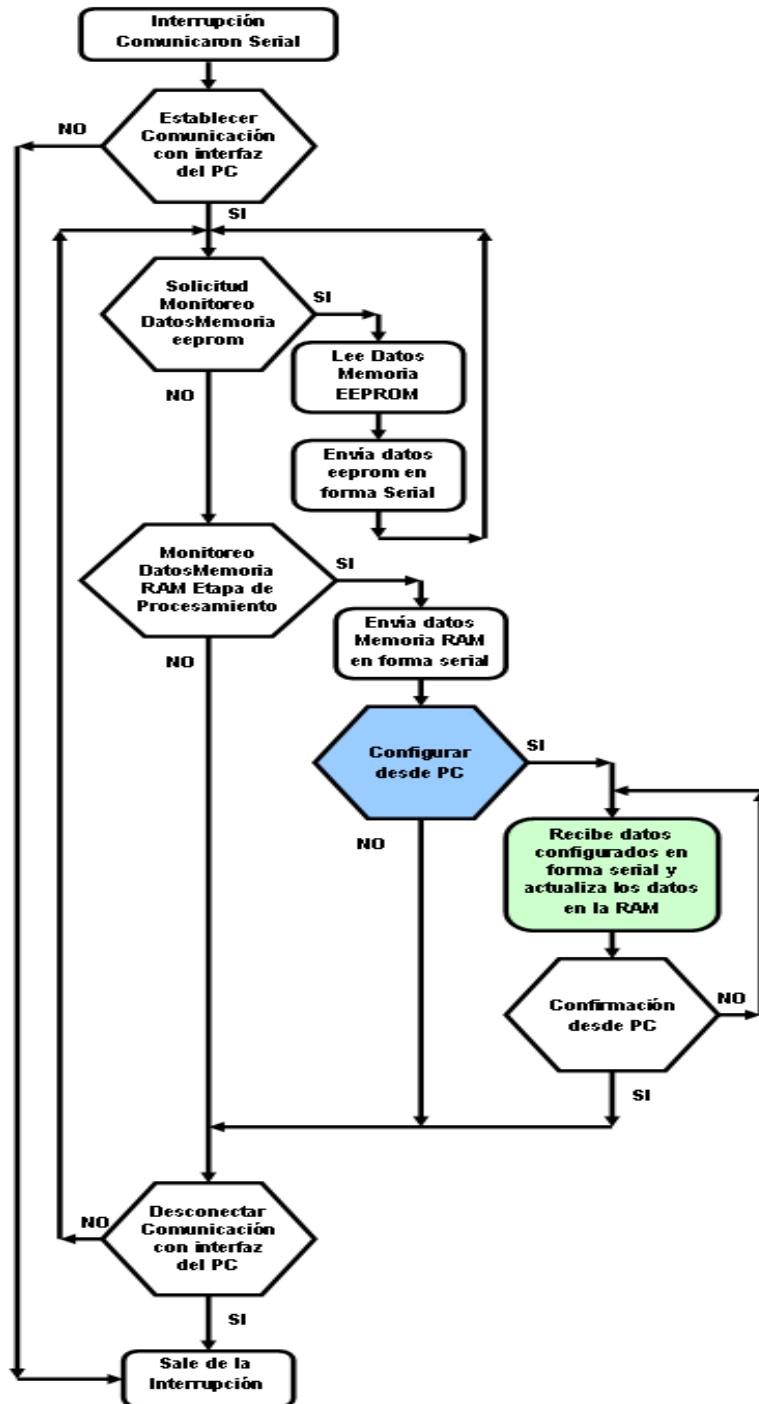 Interrupción
Comunicaron Serial
NO
Establecer
Comunicación
con interfaz
del PC
SI
Solicitud
Monitoreo
DatosMemoria
eeprom
SI
Lee Datos
Memoria
EEPROM
NO
Envía datos
eeprom en
forma Serial
Monitoreo
DatosMemoria
RAM Etapa de
Procesamiento
SI
Envía datos
Memoria RAM
en forma serial
NO
Configurar
desde PC
SI
NO
Recibe datos
configurados en
forma serial y
actualiza los datos
en la RAM
Confirmación
desde PC
NO
SI
Desconectar
Comunicación
con interfaz
del PC
NO
SI
Sale de la
Interrupción